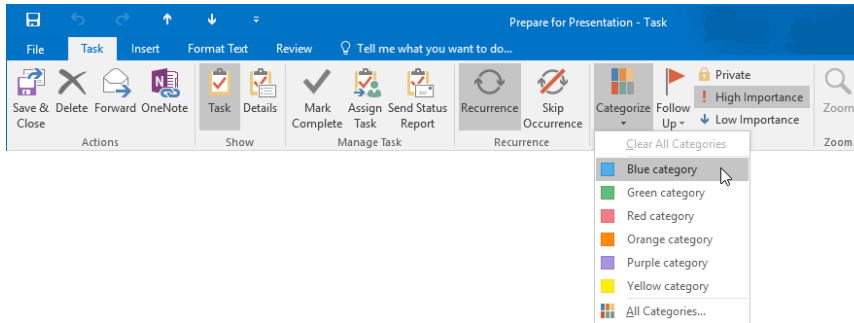 Prepare for Presentation - Task
File Task Insert Format Text Review Tell me what you want to do...
Save & Close Delete Forward OneNote Task Details Mark Complete Assign Task Send Status Report Recurrence Skip Occurrence Categorize Follow Up Private
High Importance
Low Importance
Zoom
Actions Show Manage Task Recurrence Zoom
Clear All Categories
Blue category
Green category
Red category
Orange category
Purple category
Yellow category
All Categories...